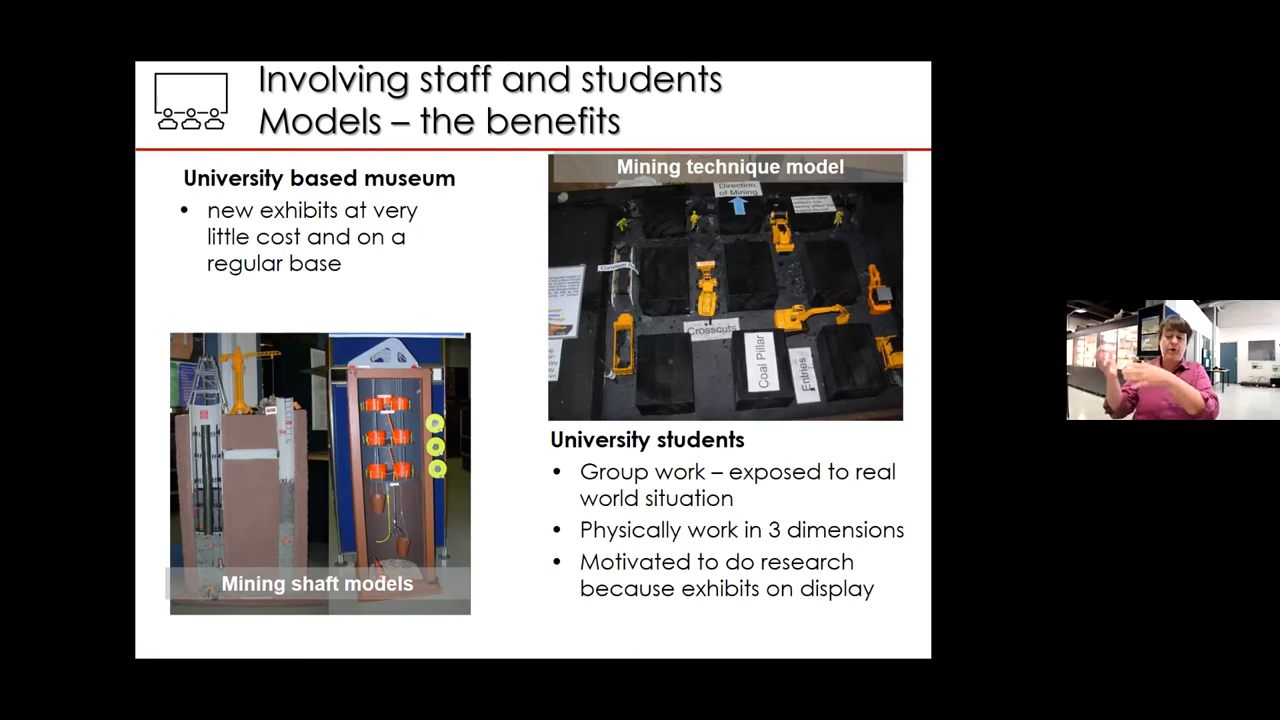 Involving staff and students
Models – the benefits
University based museum
• new exhibits at very
little cost and on a
regular base
Mining shaft models
Mining technique model
Direction
of Mining
Crosscuts
Coal Pillar
Entries
University students
• Group work – exposed to real
world situation
• Physically work in 3 dimensions
• Motivated to do research
because exhibits on display